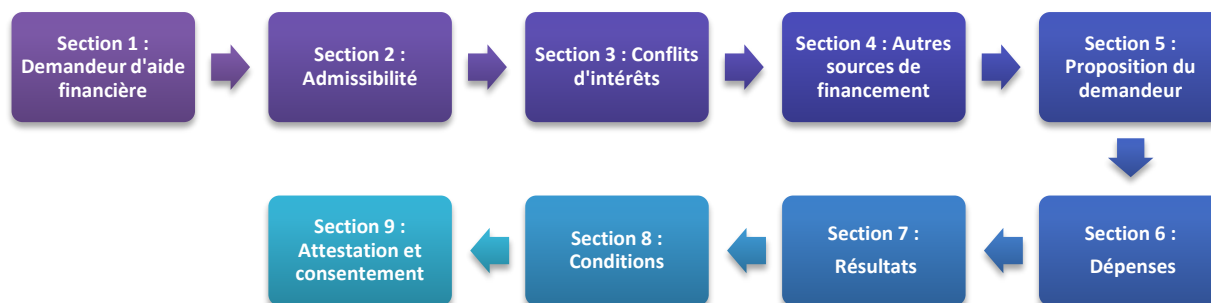 Section 1 :
Demandeur d'aide
financière
Section 2 :
Admissibilité
Section 3 : Conflits
d'intérêts
Section 4 : Autres
sources de
financement
Section 5 :
Proposition du
demandeur
Section 6 :
Dépenses
Section 7 :
Résultats
Section 8 :
Conditions
Section 9 :
Attestation et
consentement